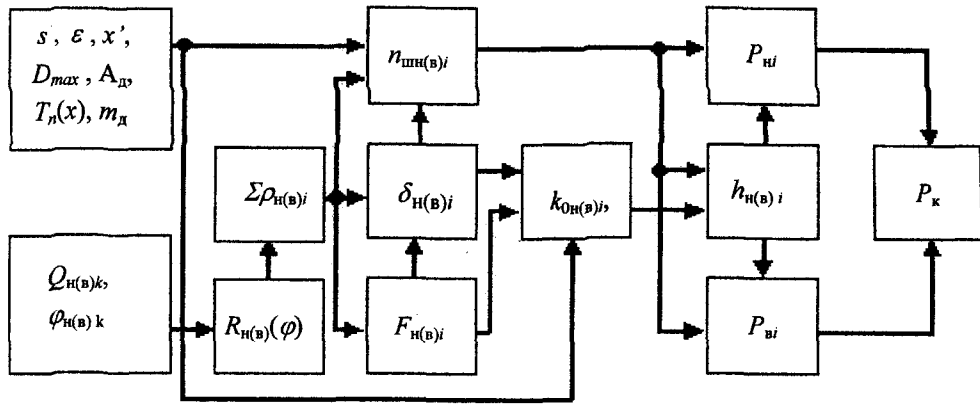 s, ε, x',
D_max, A_д,
T_n(x), m_д
n_шн(в)i
P_нi
Σρ_н(в)i
δ_н(в)i
k_0н(в)i,
h_н(в) i
P_к
Q_н(в)k,
φ_н(в) k
R_н(в)(φ)
F_н(в)i
P_вi